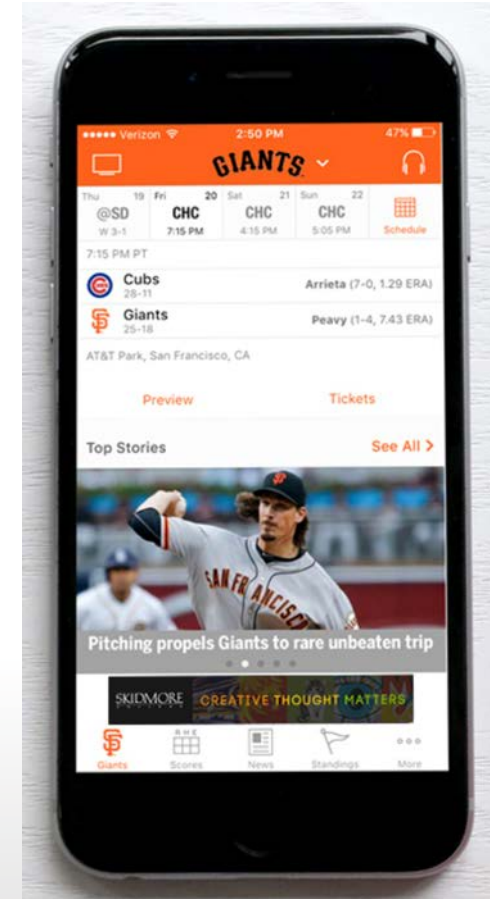 Verizon 2:50 PM 47%
GIANTS
Thu 19 Fri 20 Sat 21 Sun 22
@SD CHC CHC CHC
W 3-1 7:15 PM 4:15 PM 5:05 PM Schedule
7:15 PM PT
Cubs
28-11
Arrieta (7-0, 1.29 ERA)
Giants
25-18
Peavy (1-4, 7.43 ERA)
AT&T Park, San Francisco, CA
Preview Tickets
Top Stories See All >
SAN FRANCISCO
Pitching propels Giants to rare unbeaten trip
SKIDMORE CREATIVE THOUGHT MATTERS
SF
R H E
Giants Scores News Standings More